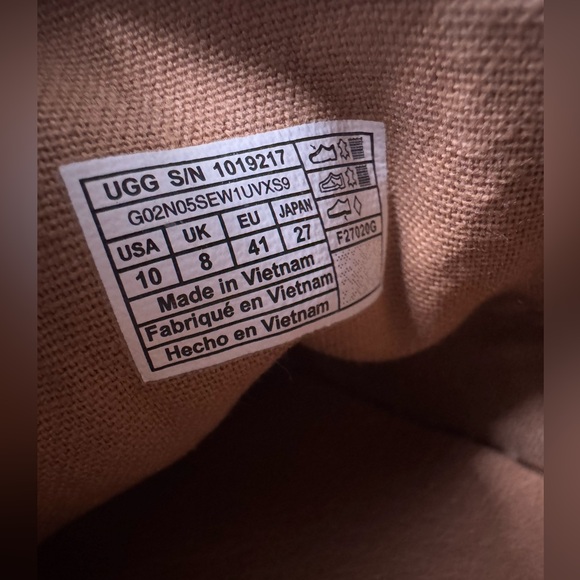 UGG S/N 1019217
G02N05SEW1UVXS9
USA UK EU JAPAN
10 8 41 27
Made in Vietnam
Fabriqué en Vietnam
Hecho en Vietnam
F27020G